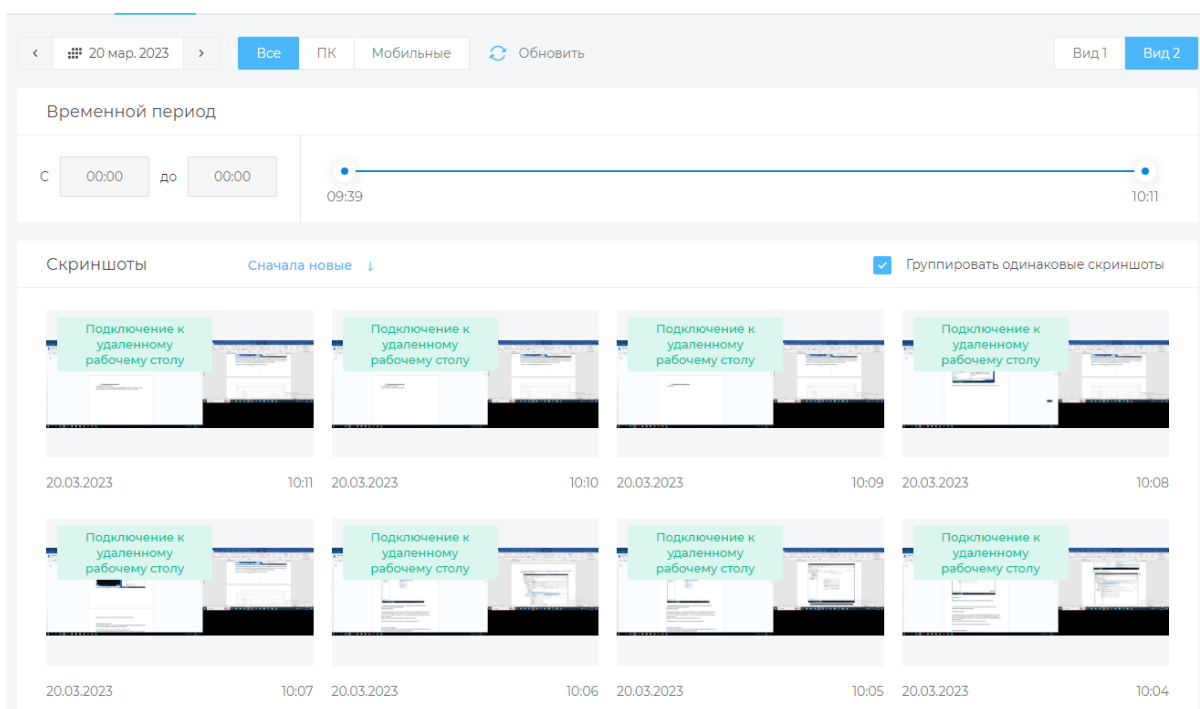 20 мар. 2023 Все ПК Мобильные Обновить Вид 1 Вид 2
Временной период
С 00:00 до 00:00
09:39 10:11
Скриншоты Сначала новые ↓ Группировать одинаковые скриншоты
Подключение к
удаленному
рабочему столу
Подключение к
удаленному
рабочему столу
Подключение к
удаленному
рабочему столу
Подключение к
удаленному
рабочему столу
20.03.2023 10:11 20.03.2023 10:10 20.03.2023 10:09 20.03.2023 10:08
Подключение к
удаленному
рабочему столу
Подключение к
удаленному
рабочему столу
Подключение к
удаленному
рабочему столу
Подключение к
удаленному
рабочему столу
20.03.2023 10:07 20.03.2023 10:06 20.03.2023 10:05 20.03.2023 10:04